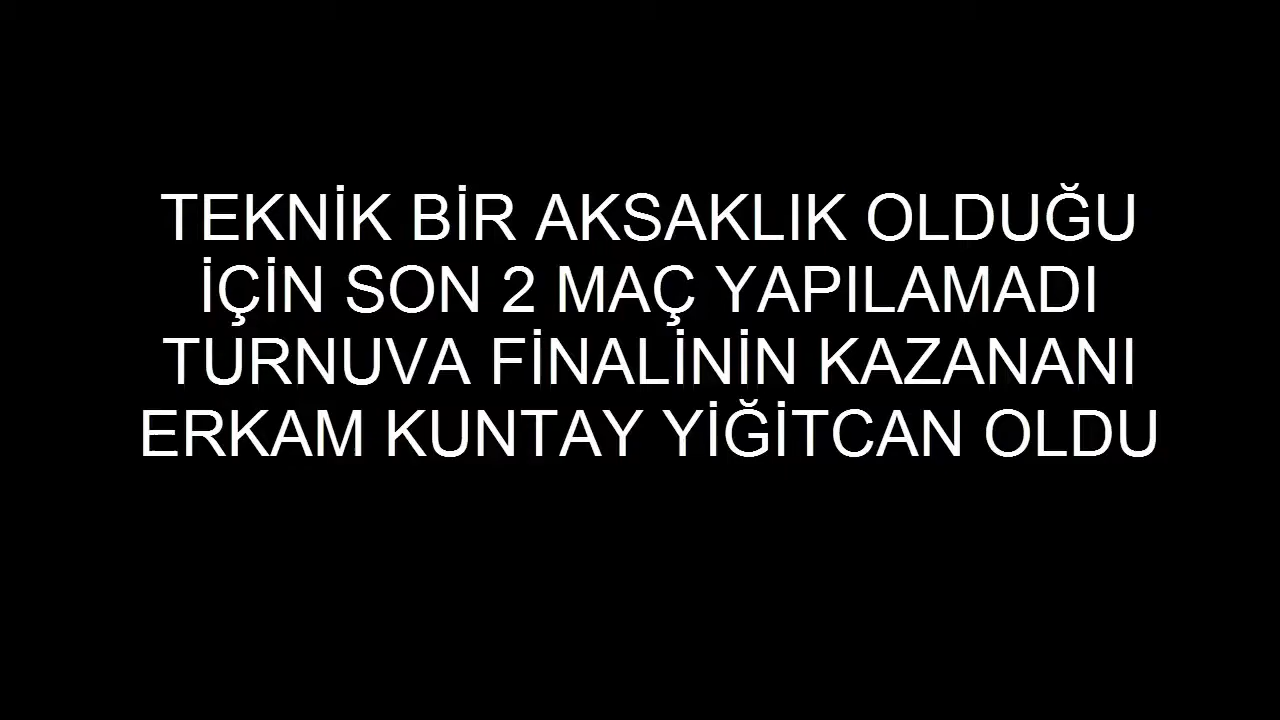 TEKNİK BİR AKSAKLIK OLDUĞU
İÇİN SON 2 MAÇ YAPILAMADI
TURNUVA FİNALİNİN KAZANANI
ERKAM KUNTAY YİĞİTCAN OLDU